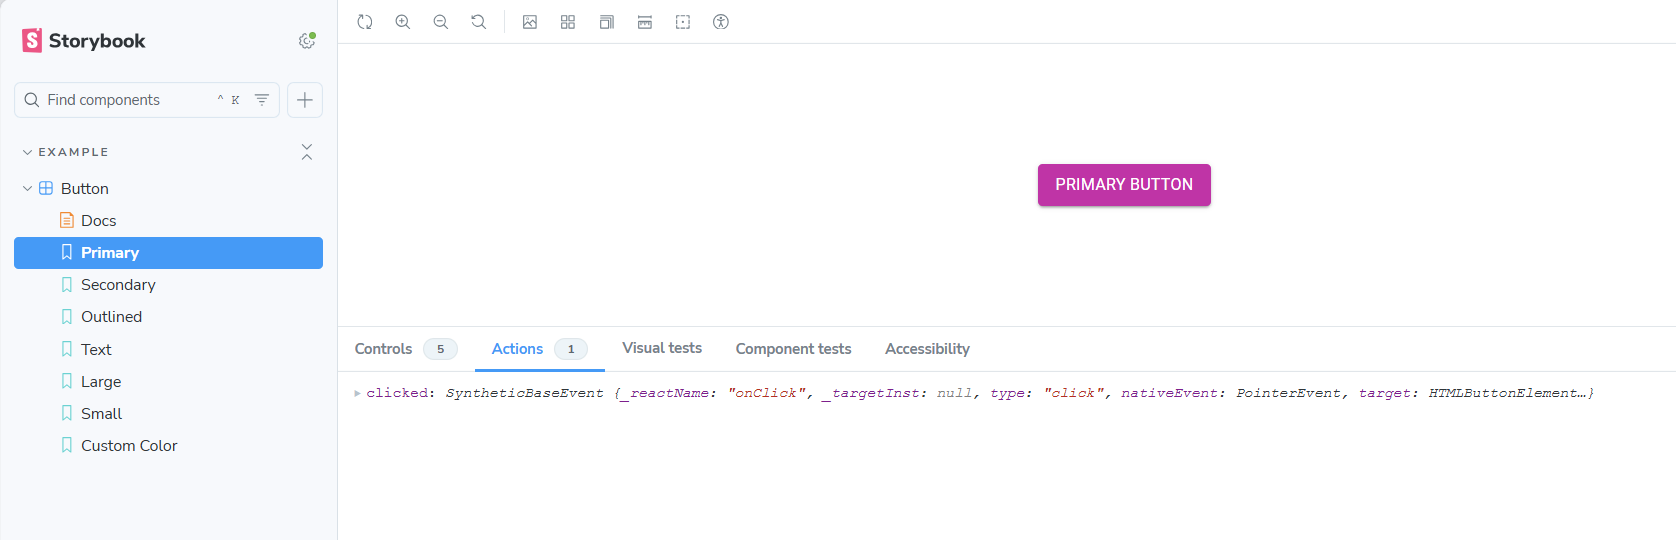 Storybook
Find components ^ K
EXAMPLE
Button
Docs
Primary
Secondary
Outlined
Text
Large
Small
Custom Color
PRIMARY BUTTON
Controls 5 Actions 1 Visual tests Component tests Accessibility
clicked: SyntheticBaseEvent {_reactName: "onClick", _targetInst: null, type: "click", nativeEvent: PointerEvent, target: HTMLButtonElement…}